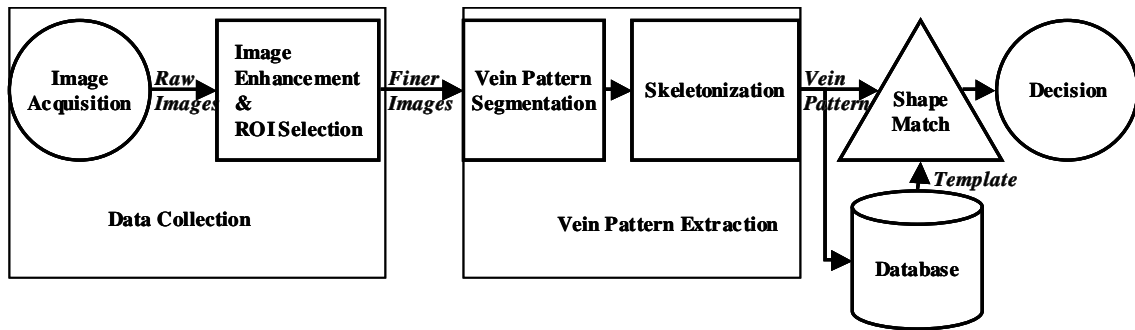 Image
Acquisition
Raw
Images
Image
Enhancement
&
ROI Selection
Finer
Images
Vein Pattern
Segmentation
Skeletonization
Vein
Pattern
Shape
Match
Decision
Template
Data Collection
Vein Pattern Extraction
Database